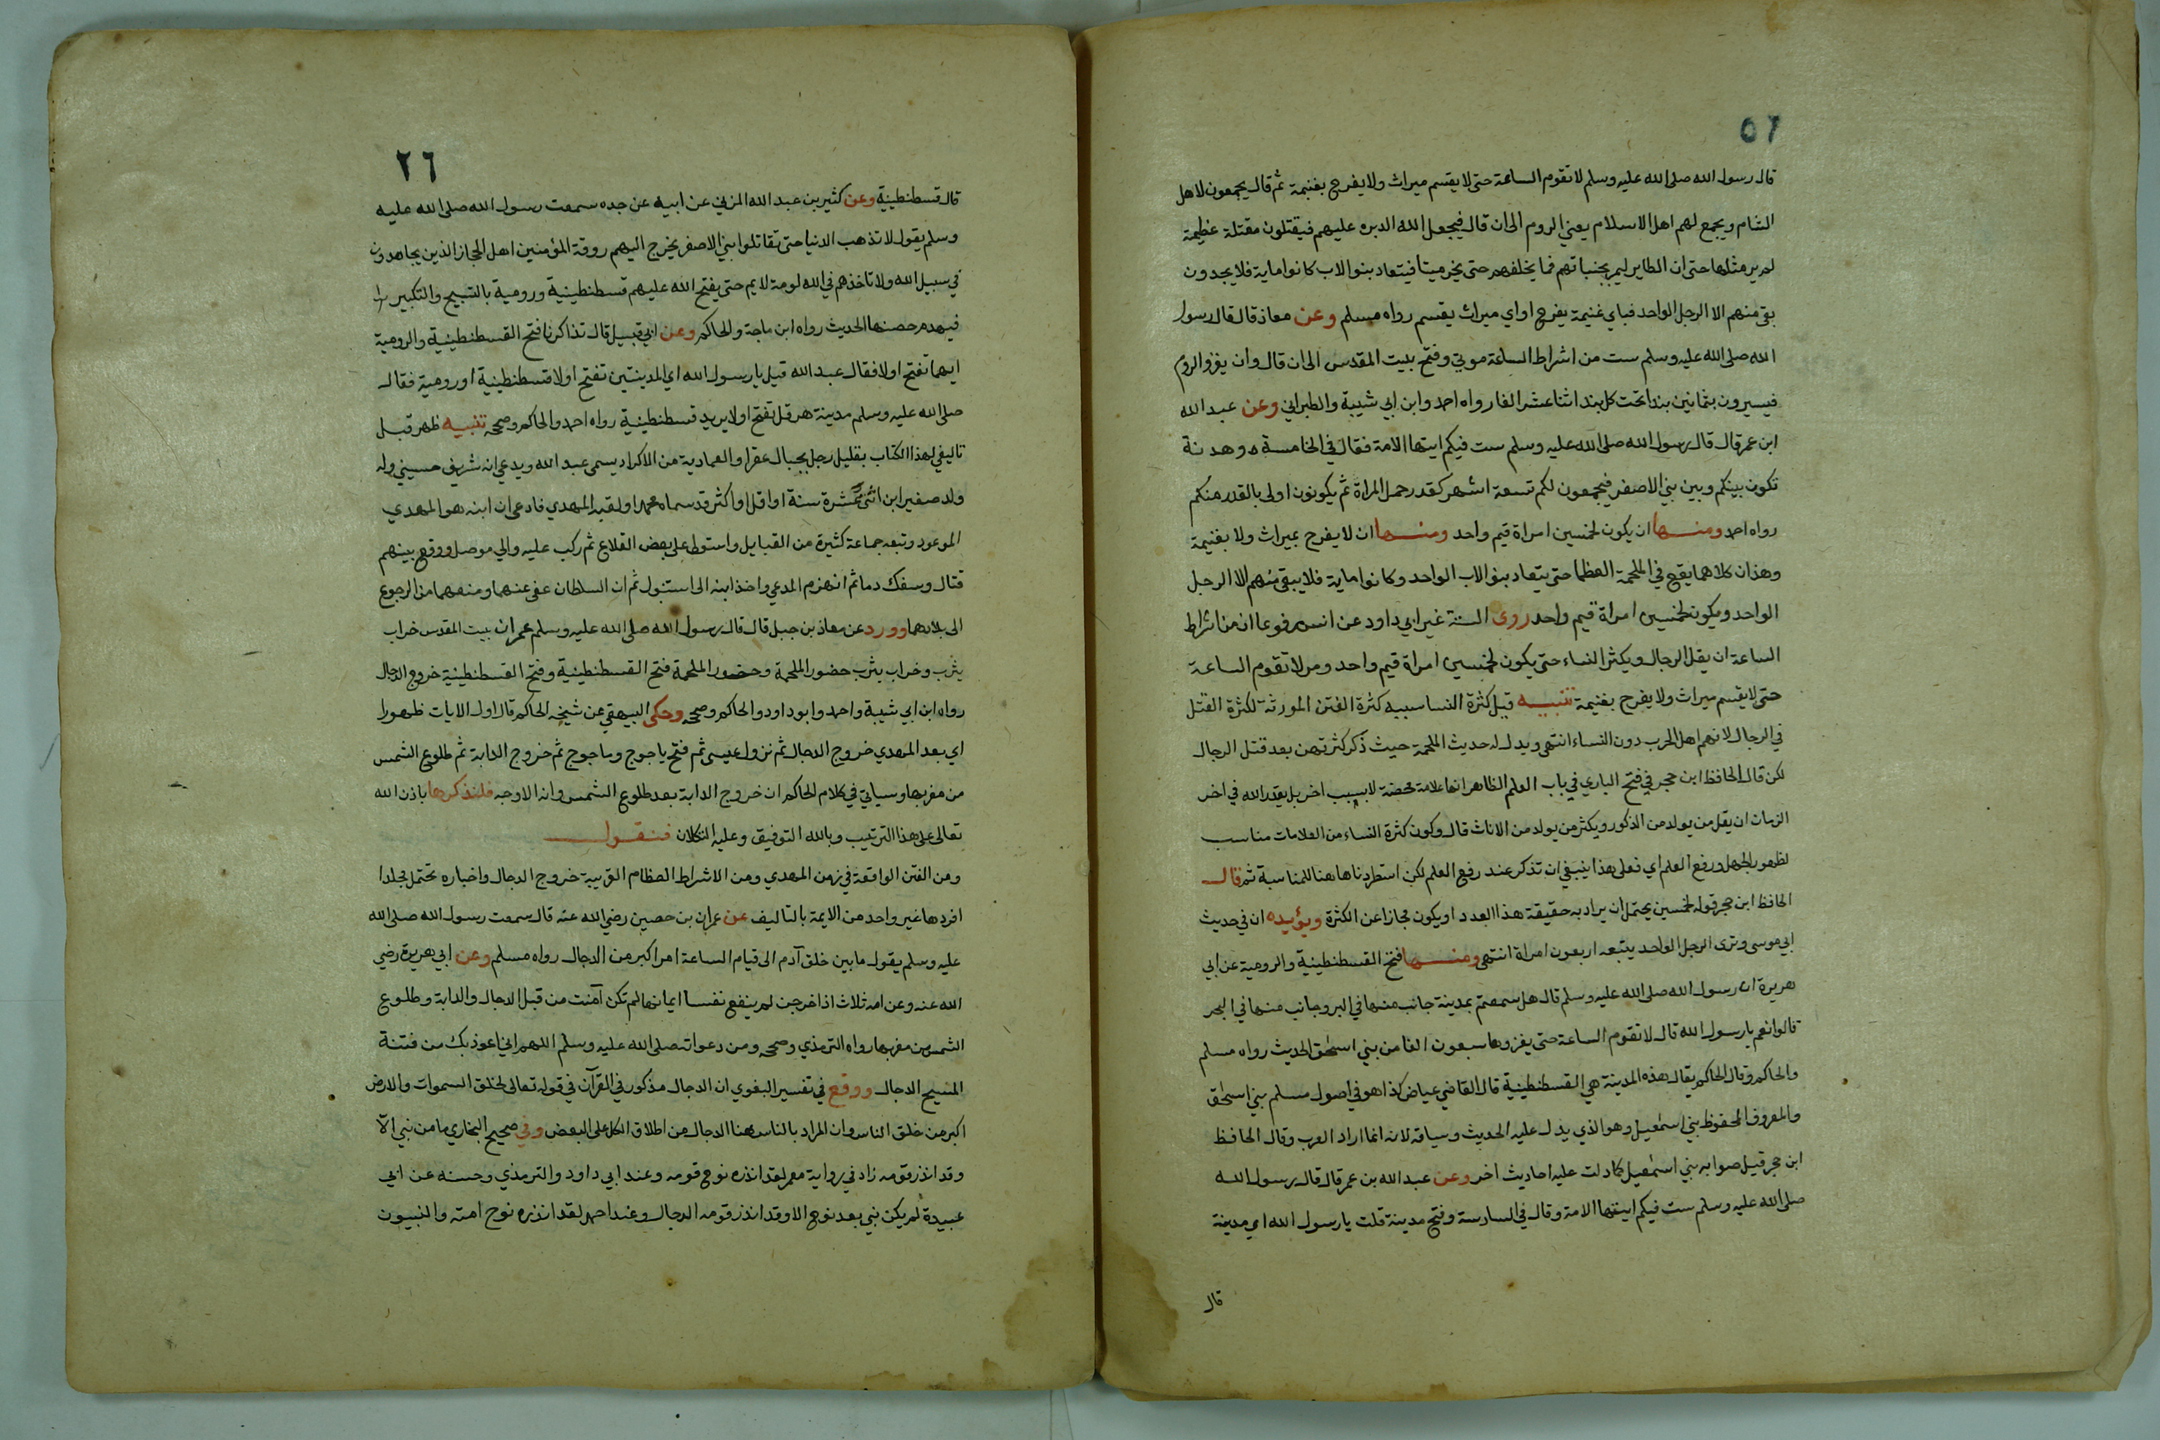 ٥٦
قال رسول الله صلى الله عليه وسلم لا تقوم الساعة حتى لا يقسم ميراث ولا يفرح بغنيمة ثم قال يجمعون لاهل
الشام ويجمع لهم اهل الاسلام يعني الروم الى ان قال فيجعل الله الدبره عليهم فيقتلون مقتلة عظيمة
لم ير مثلها حتى ان الطاير ليمر بجنباتهم فما يخلفهم حتى يخر ميتا فيتعاد بنوا الاب كانوا ماية فلا يجدون
بقي منهم الا الرجل الواحد فباي غنيمة يفرح او اي ميراث يقسم رواه مسلم وعن معاذ قال قال رسول
الله صلى الله عليه وسلم ست من اشراط الساعة موتي وفتح بيت المقدس الى ان قال وان يغزو الروم
فيسيرون بثمانين بندا تحت كل بند اثنا عشر الفا رواه احمد وابن ابي شيبة والطبراني وعن عبد الله
ابن عمر قال قال رسول الله صلى الله عليه وسلم ست فيكم ايتها الامة فقال في الخامسة وهدنة
تكون بينكم وبين بني الاصفر فيجمعون لكم تسعة اشهر كقدر حمل المراة ثم يكونون اولى بالغدر منكم
رواه احمد ومنها ان يكون لخمسين امراة قيم واحد ومنها ان لا يفرح بميراث ولا بغنيمة
وهذان كلاهما يقع في الملحمة العظما حتى يتعاد بنو الاب الواحد وكانوا ماية فلا يبقى منهم الا الرجل
الواحد ويكون لخمسين امراة قيم واحد روى الستة غير ابي داود عن انس مرفوعا ان من اشراط
الساعة ان يقل الرجال ويكثر النساء حتى يكون لخمسين امراة قيم واحد ومر لا تقوم الساعة
حتى لا يقسم ميراث ولا يفرح بغنيمة تنبيه قيل كثرة النسا سببه كثرة الفتن المورثة لكثرة القتل
في الرجال لانهم اهل الحرب دون النساء انتهى ويدل له حديث الملحمة حيث ذكر كثرتهن بعد قتل الرجال
لكن قال الحافظ ابن حجر في فتح الباري في باب العلم الظاهر انها علامة محضة لا بسبب اخر بل يقدر الله في اخر
الزمان ان يقل من يولد من الذكور ويكثر من يولد من الاناث قال وكون كثرة النساء من العلامات مناسب
لظهور الجهل ورفع العلم اي فعلى هذا ينبغي ان تذكر عند رفع العلم لكن استطردناها هنا للمناسبة ثم قال
الحافظ ابن حجر قوله لخمسين يحتمل ان يراد به حقيقة هذا العدد او يكون مجازا عن الكثرة ويؤيده ان في حديث
ابي موسى وترى الرجل الواحد يتبعه اربعون امراة انتهى ومنها فتح القسطنطينية والرومية عن ابي
هريرة ان رسول الله صلى الله عليه وسلم قال هل سمعتم بمدينة جانب منها في البر وجانب منها في البحر
قالوا نعم يا رسول الله قال لا تقوم الساعة حتى يغزوها سبعون الفا من بني اسحق الحديث رواه مسلم
والحاكم وقال الحاكم يقال هذه المدينة هي القسطنطينية قال القاضي عياض كذا هو في اصول مسلم بني اسحق
والمعروف المحفوظ بني اسمعيل وهو الذي يدل عليه الحديث وسياقه لانه انما اراد العرب وقال الحافظ
ابن حجر قيل صوابه بني اسمعيل كما دلت عليه احاديث اخر وعن عبد الله بن عمر قال قال رسول الله
صلى الله عليه وسلم ست فيكم ايتها الامة وقال في السادسة وفتح مدينة قلت يا رسول الله اي مدينة
قال
٢٦
قال قسطنطينية وعن كثير بن عبد الله المزني عن ابيه عن جده سمعت رسول الله صلى الله عليه
وسلم يقول لا تذهب الدنيا حتى تقاتلوا بني الاصفر يخرج اليهم روقة المؤمنين اهل الحجاز الذين يجاهدون
في سبيل الله ولا تاخذهم في الله لومة لايم حتى يفتح الله عليهم قسطنطينية ورومية بالتسبيح والتكبير
فيهدم حصنها الحديث رواه ابن ماجة والحاكم وعن ابي قبيل قال تذاكرنا فتح القسطنطينية والرومية
ايهما تفتح اولا فقال عبد الله قيل يا رسول الله اي المدينتين تفتح اولا قسطنطينية او رومية فقال
صلى الله عليه وسلم مدينة هرقل تفتح اولا يريد قسطنطينية رواه احمد والحاكم وصححه تنبيه ظهر قبل
تاليفي لهذا الكتاب بقليل رجل بجبال عقرا والعمادية من الاكراد يسمى عبد الله ويدعي انه شريف حسيني وله
ولد صغير ابن اثنى عشرة سنة او اقل او اكثر قد سماه محمدا ولقبه المهدي فادعى ان ابنه هو المهدي
الموعود وتبعه جماعة كثيرة من القبايل واستولى على بعض القلاع ثم ركب عليه والي موصل ووقع بينهم
قتال وسفك دما ثم انهزم المدعي واخذ ابنه الى استنبول ثم ان السلطان عفى عنهما ومنعهما من الرجوع
الى بلادهما وورد عن معاذ بن جبل قال قال رسول الله صلى الله عليه وسلم عمران بيت المقدس خراب
يثرب وخراب يثرب حضور الملحمة وحضور الملحمة فتح القسطنطينية وفتح القسطنطينية خروج الدجال
رواه ابن ابي شيبة واحمد وابو داود والحاكم وصححه وحكى البيهقي عن شيخه الحاكم قال اول الايات ظهورا
اي بعد المهدي خروج الدجال ثم نزول عيسى ثم فتح ياجوج وماجوج ثم خروج الدابة ثم طلوع الشمس
من مغربها وسياتي في كلام الحاكم ان خروج الدابة بعد طلوع الشمس وانه الاوجه فلنذكرها باذن الله
تعالى على هذا الترتيب وبالله التوفيق وعليه التكلان فنقول
ومن الفتن الواقعة في زمن المهدي ومن الاشراط العظام القريبة خروج الدجال واخباره تحتمل مجلدا
افردها غير واحد من الايمة بالتاليف عن عمران بن حصين رضي الله عنه قال سمعت رسول الله صلى الله
عليه وسلم يقول ما بين خلق آدم الى قيام الساعة امر اكبر من الدجال رواه مسلم وعن ابي هريرة رضي
الله عنه وعن امه ثلاث اذا خرجن لم ينفع نفسا ايمانها لم تكن آمنت من قبل الدجال والدابة وطلوع
الشمس من مغربها رواه الترمذي وصححه ومن دعواته صلى الله عليه وسلم اللهم اني اعوذ بك من فتنة
المسيح الدجال ووقع في تفسير البغوي ان الدجال مذكور في القرآن في قوله تعالى لخلق السموات والارض
اكبر من خلق الناس وان المراد بالناس هنا الدجال من اطلاق الكل على البعض وفي صحيح البخاري ما من نبي الا
وقد انذر قومه زاد في رواية معمر لقد انذره نوح قومه وعند ابي داود والترمذي وحسنه عن ابي
عبيدة لم يكن نبي بعد نوح الا وقد انذر قومه الدجال وعند احمد لقد انذره نوح امته والنبيون